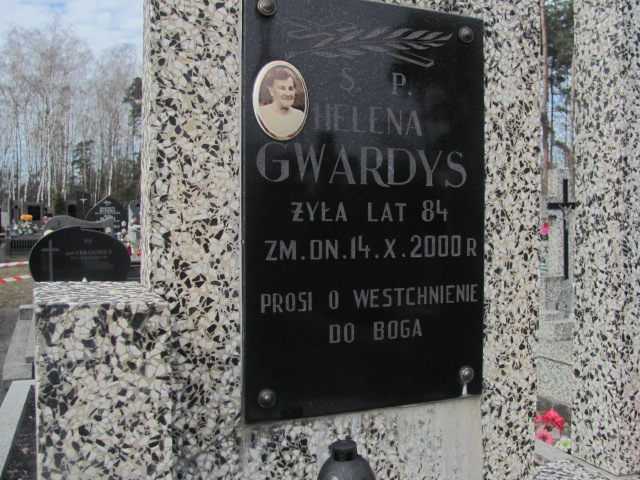 Ś. P.
HELENA
GWARDYS
ŻYŁA LAT 84
ZM. DN. 14. X. 2000 R
PROSI O WESTCHNIENIE
DO BOGA